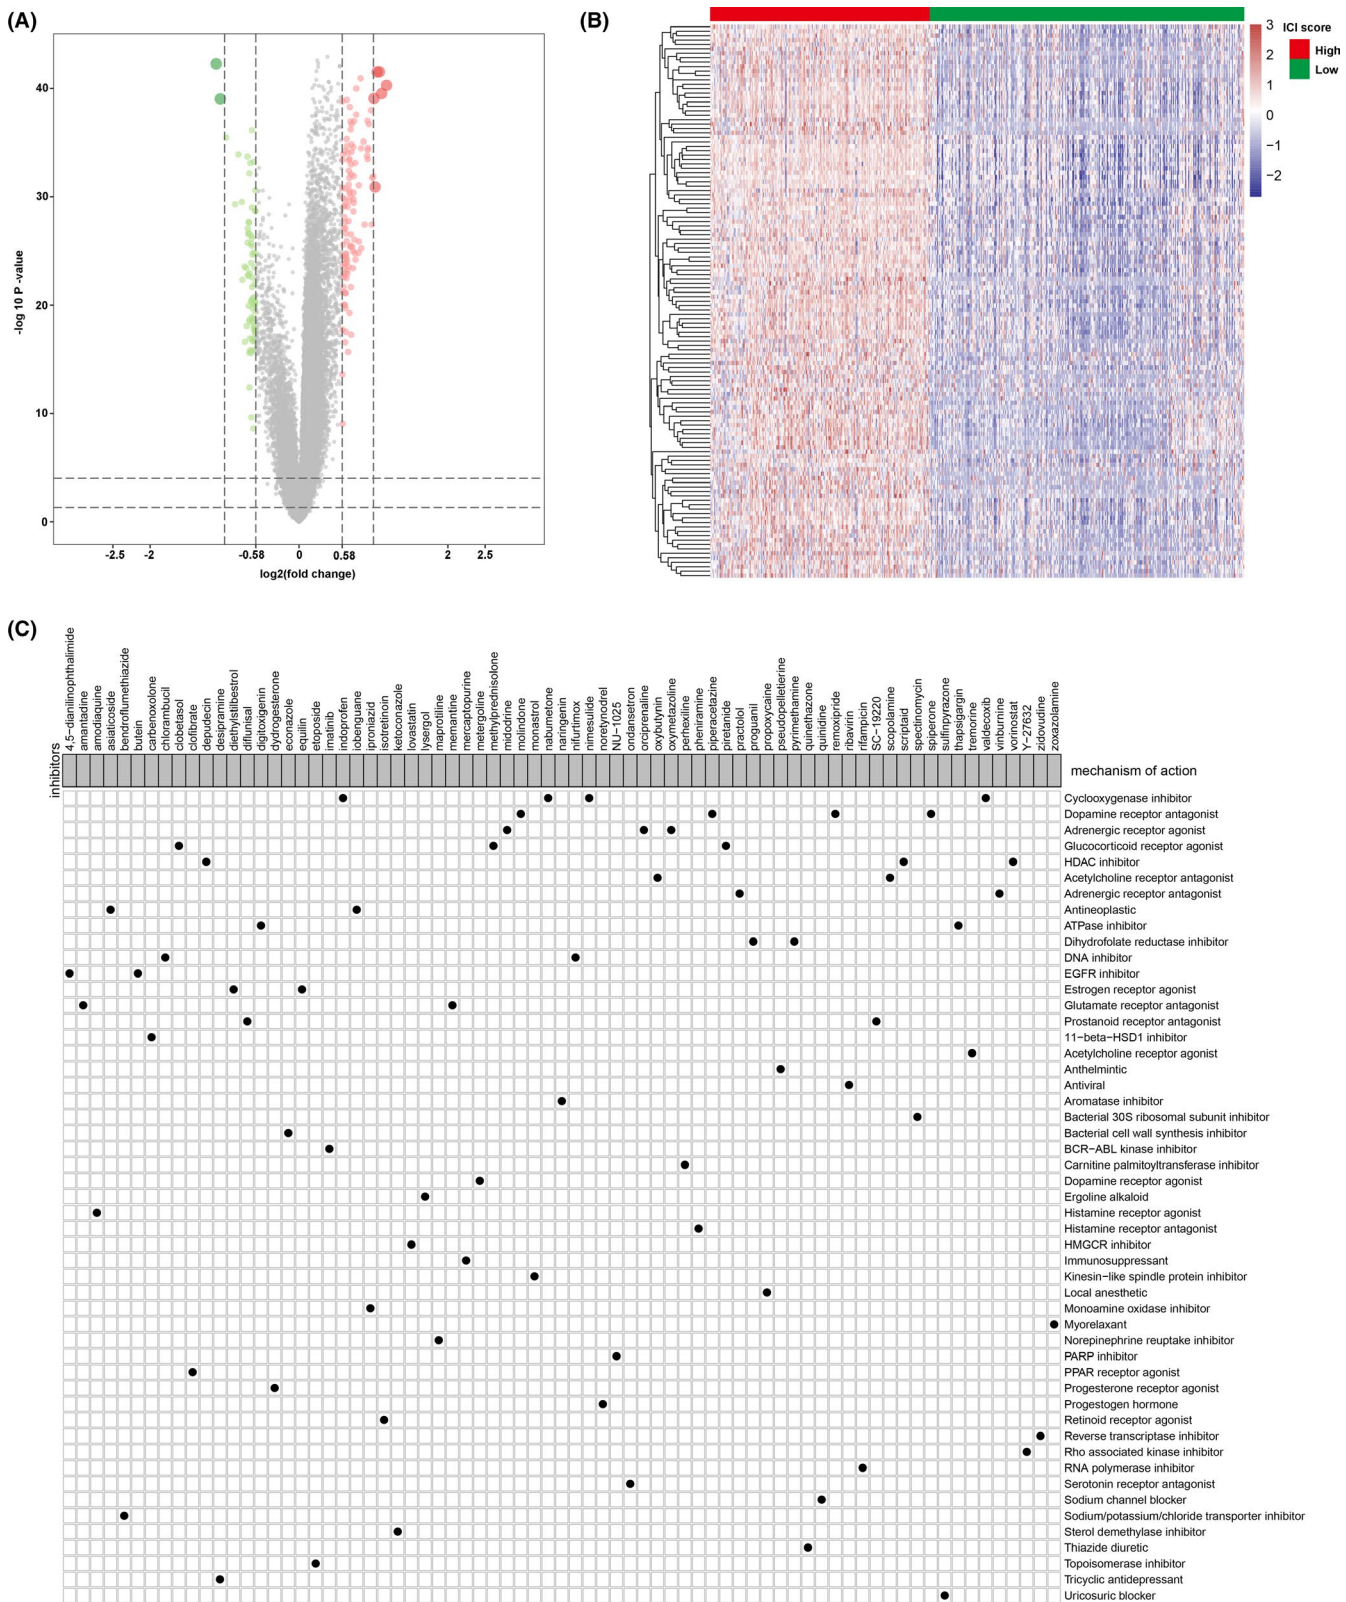 (A)
40
30
20
10
0
-log 10 P -value
-2.5
-2
-0.58
0
0.58
2
2.5
log2(fold change)
(B)
3
2
1
0
−1
−2
ICI score
High
Low
(C)
inhibitors
4,5-dianilinophthalimide
amantadine
amodiaquine
asiaticoside
bendroflumethiazide
butein
carbenoxolone
chlorambucil
clobetasol
clofibrate
depudecin
desipramine
diethylstilbestrol
diflunisal
digitoxigenin
dydrogesterone
econazole
equilin
etoposide
imatinib
indoprofen
iobenguane
iproniazid
isotretinoin
ketoconazole
lovastatin
lysergol
maprotiline
memantine
mercaptopurine
metergoline
methylprednisolone
midodrine
molindone
monastrol
nabumetone
naringenin
nifurtimox
nimesulide
noretynodrel
NU-1025
ondansetron
orciprenaline
oxybutynin
oxymetazoline
perhexiline
pheniramine
piperacetazine
piretanide
practolol
proguanil
propoxycaine
pseudopelletierine
pyrimethamine
quinethazone
quinidine
remoxipride
ribavirin
rifampicin
SC-19220
scopolamine
scriptaid
spectinomycin
spiperone
sulfinpyrazone
thapsigargin
tremorine
valdecoxib
vinburnine
vorinostat
Y-27632
zidovudine
zoxazolamine
mechanism of action
Cyclooxygenase inhibitor
Dopamine receptor antagonist
Adrenergic receptor agonist
Glucocorticoid receptor agonist
HDAC inhibitor
Acetylcholine receptor antagonist
Adrenergic receptor antagonist
Antineoplastic
ATPase inhibitor
Dihydrofolate reductase inhibitor
DNA inhibitor
EGFR inhibitor
Estrogen receptor agonist
Glutamate receptor antagonist
Prostanoid receptor antagonist
11−beta−HSD1 inhibitor
Acetylcholine receptor agonist
Anthelmintic
Antiviral
Aromatase inhibitor
Bacterial 30S ribosomal subunit inhibitor
Bacterial cell wall synthesis inhibitor
BCR−ABL kinase inhibitor
Carnitine palmitoyltransferase inhibitor
Dopamine receptor agonist
Ergoline alkaloid
Histamine receptor agonist
Histamine receptor antagonist
HMGCR inhibitor
Immunosuppressant
Kinesin−like spindle protein inhibitor
Local anesthetic
Monoamine oxidase inhibitor
Myorelaxant
Norepinephrine reuptake inhibitor
PARP inhibitor
PPAR receptor agonist
Progesterone receptor agonist
Progestogen hormone
Retinoid receptor agonist
Reverse transcriptase inhibitor
Rho associated kinase inhibitor
RNA polymerase inhibitor
Serotonin receptor antagonist
Sodium channel blocker
Sodium/potassium/chloride transporter inhibitor
Sterol demethylase inhibitor
Thiazide diuretic
Topoisomerase inhibitor
Tricyclic antidepressant
Uricosuric blocker